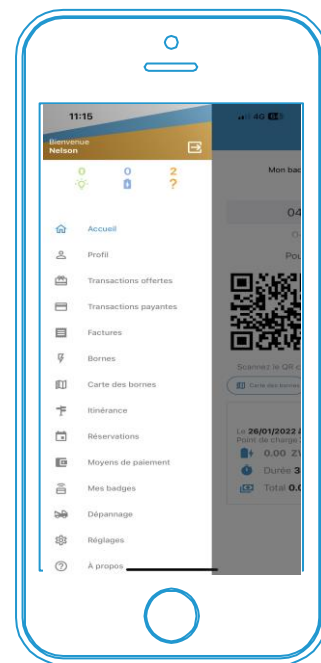 11:15
4G
Bienvenue
Nelson
0 0 2
?
Mon bad
04
Accueil
Profil
Pou
Transactions offertes
Transactions payantes
Factures
Bornes
Scannez le QR c
Carte des bornes
Carte des bornes
Itinérance
Le 26/01/2022 à
Réservations
Point de charge
0.00
Moyens de paiement
Durée 3
Mes badges
Total 0.0
Dépannage
Réglages
À propos